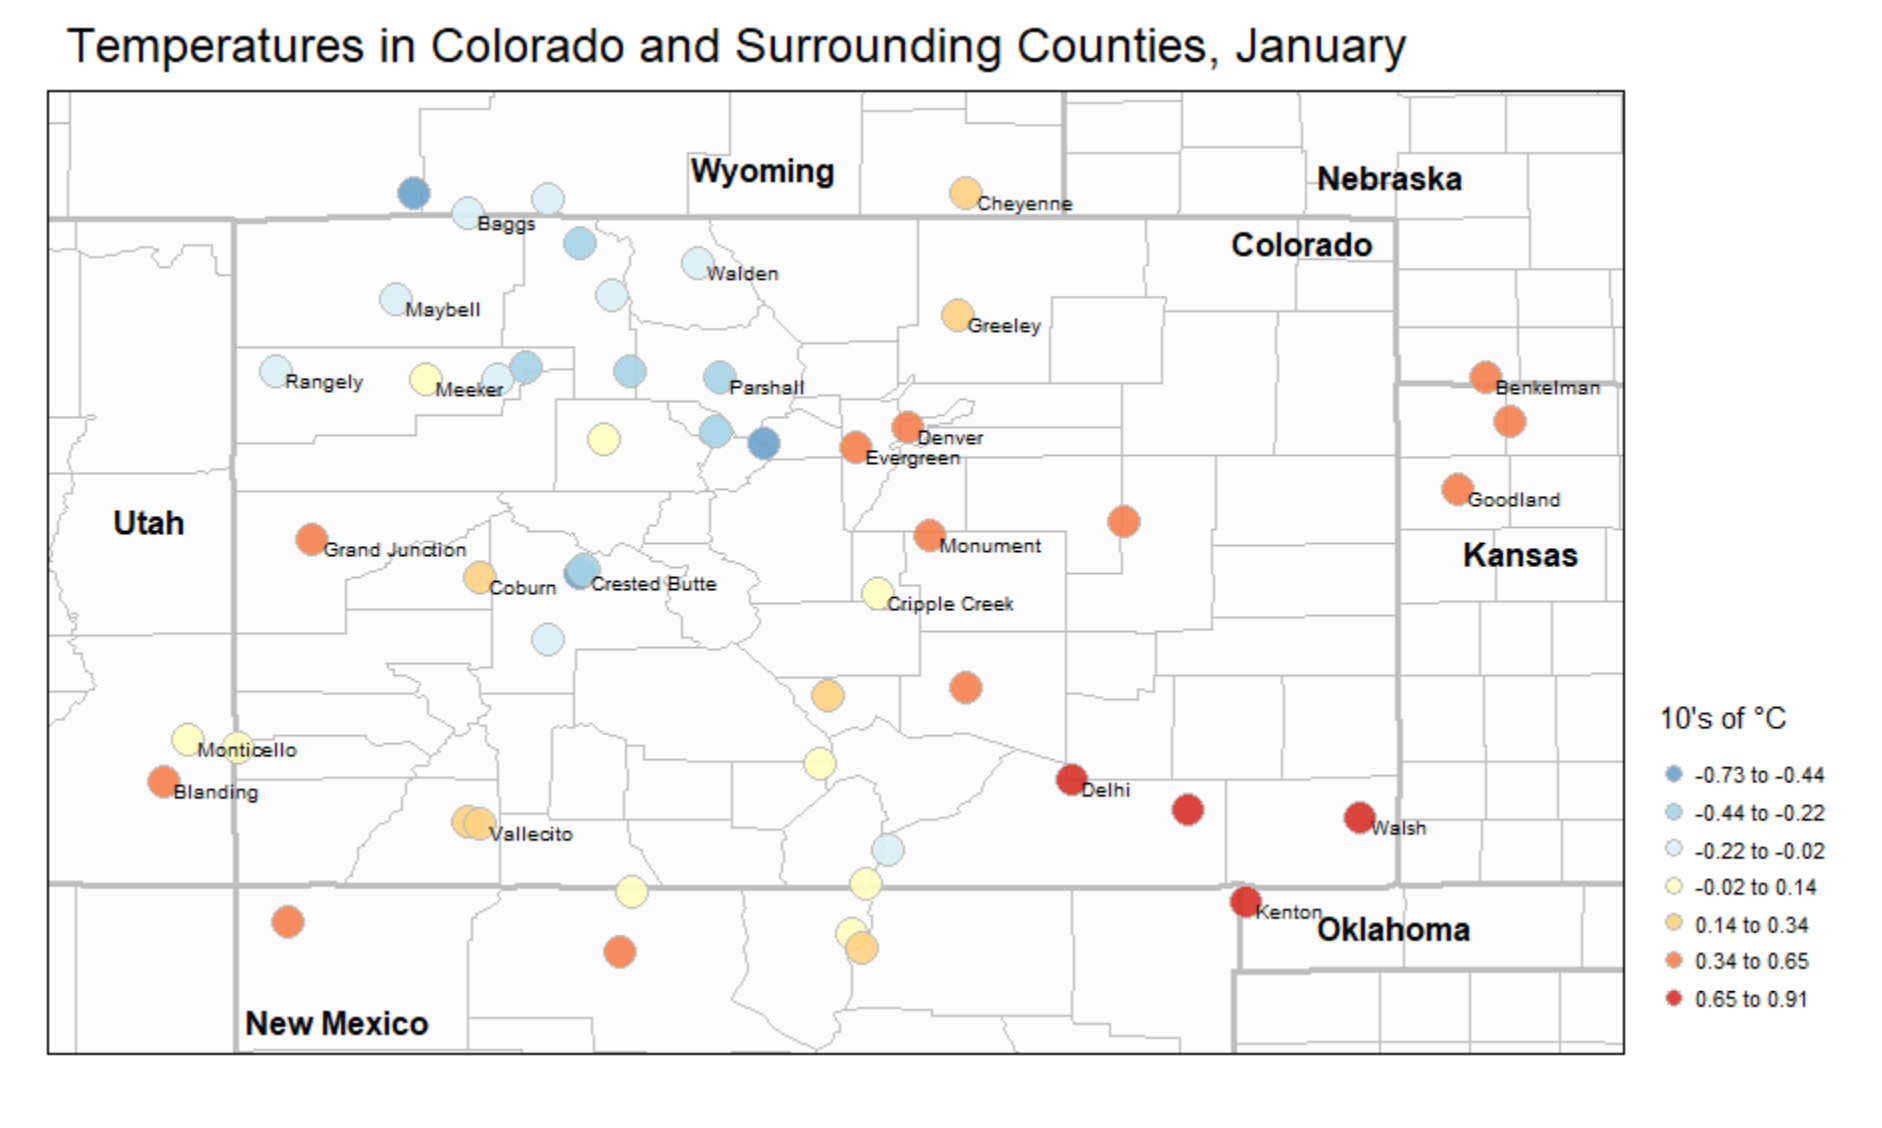 Temperatures in Colorado and Surrounding Counties, January
Wyoming
Nebraska
Cheyenne
Baggs
Colorado
Walden
Maybell
Greeley
Rangely
Meeker
Parshall
Benkelman
Denver
Evergreen
Goodland
Utah
Grand Junction
Monument
Kansas
Coburn
Crested Butte
Cripple Creek
10's of °C
Monticello
-0.73 to -0.44
Blanding
Delhi
-0.44 to -0.22
Vallecito
Walsh
-0.22 to -0.02
-0.02 to 0.14
Kenton
Oklahoma
0.14 to 0.34
0.34 to 0.65
0.65 to 0.91
New Mexico